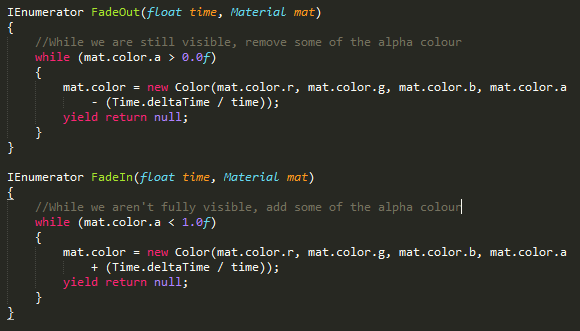 IEnumerator FadeOut(float time, Material mat)
{
//While we are still visible, remove some of the alpha colour
while (mat.color.a > 0.0f)
{
mat.color = new Color(mat.color.r, mat.color.g, mat.color.b, mat.color.a
- (Time.deltaTime / time));
yield return null;
}
}
IEnumerator FadeIn(float time, Material mat)
{
//While we aren't fully visible, add some of the alpha colour
while (mat.color.a < 1.0f)
{
mat.color = new Color(mat.color.r, mat.color.g, mat.color.b, mat.color.a
+ (Time.deltaTime / time));
yield return null;
}
}